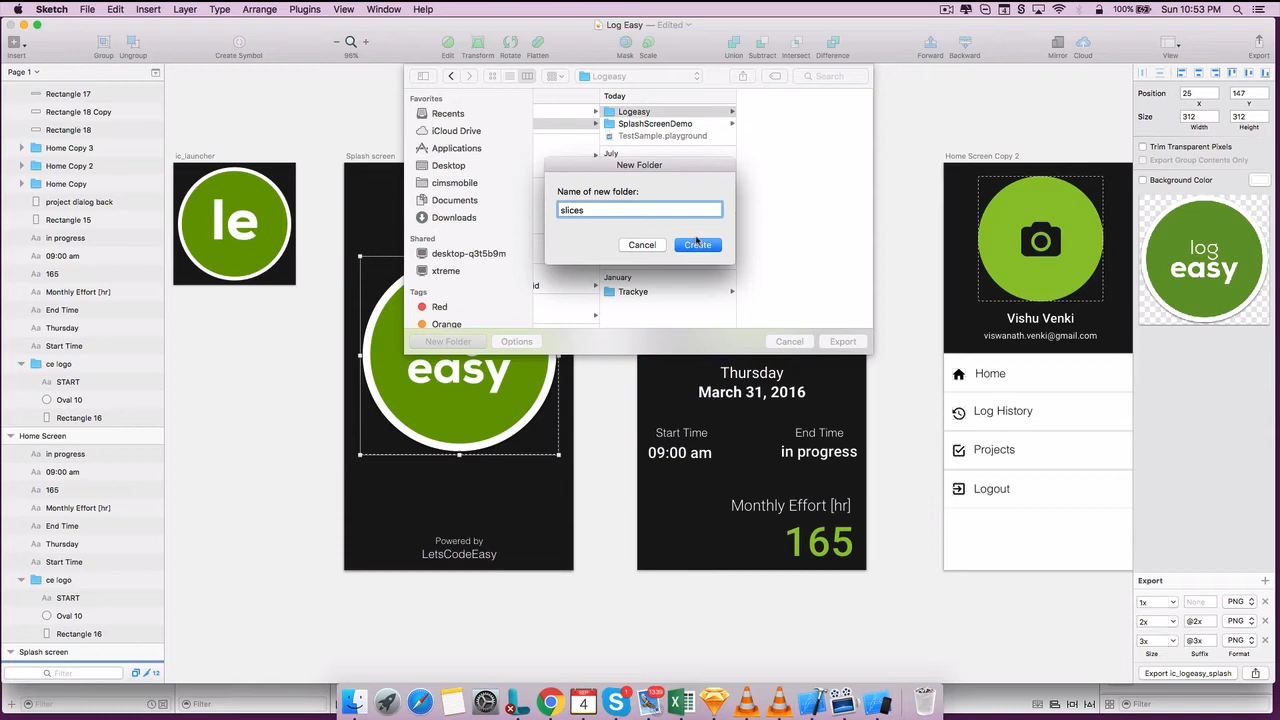 Sketch File Edit Insert Layer Type Arrange Plugins View Window Help 100% Sun 10:53 PM
Log Easy — Edited
Insert Group Ungroup Create Symbol 96% Edit Transform Rotate Flatten Mask Scale Union Subtract Intersect Difference Forward Backward Mirror Cloud View Export
Page 1
Rectangle 17
Rectangle 18 Copy
Rectangle 18
Home Copy 3
Home Copy 2
Home Copy
project dialog back
Rectangle 15
in progress
09:00 am
165
Monthly Effort [hr]
End Time
Thursday
Start Time
ce logo
START
Oval 10
Rectangle 16
Home Screen
in progress
09:00 am
165
Monthly Effort [hr]
End Time
Thursday
Start Time
ce logo
START
Oval 10
Rectangle 16
Splash screen
Filter 12
ic_launcher
le
Splash screen
easy
Powered by
LetsCodeEasy
Logeasy
Search
Favorites
Recents
iCloud Drive
Applications
Desktop
cimsmobile
Documents
Downloads
Shared
desktop-q3t5b9m
xtreme
Tags
Red
Orange
Today
Logeasy
SplashScreenDemo
TestSample.playground
July
January
id
Trackye
New Folder
Name of new folder:
slices
Cancel Create
New Folder Options Cancel Export
Thursday
March 31, 2016
Start Time End Time
09:00 am in progress
Monthly Effort [hr]
165
Home Screen Copy 2
Vishu Venki
viswanath.venki@gmail.com
Home
Log History
Projects
Logout
Position 25 147
X Y
Size 312 312
Width Height
Trim Transparent Pixels
Export Group Contents Only
Background Color
log
easy
Export
1x None PNG
2x @2x PNG
3x @3x PNG
Size Suffix Format
Export ic_logeasy_splash
Filter Filter Filter
1
1339
4